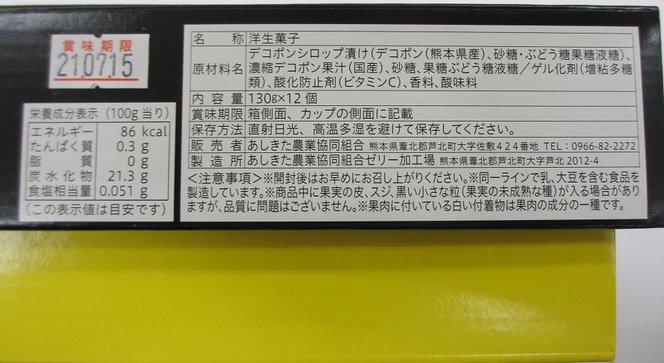 賞味期限
21.07.15
栄養成分表示(100g当り)
エネルギー 86 kcal
たんぱく質 0.3 g
脂質 0 g
炭水化物 21.3 g
食塩相当量 0.051 g
(この表示値は目安です)
名称 洋生菓子
原材料名 デコポンシロップ漬け(デコポン(熊本県産)、砂糖・ぶどう糖果糖液糖)、
濃縮デコポン果汁(国産)、砂糖、果糖ぶどう糖液糖/ゲル化剤(増粘多糖
類)、酸化防止剤(ビタミンC)、香料、酸味料
内容量 130g×12個
賞味期限 箱側面、カップの側面に記載
保存方法 直射日光、高温多湿を避けて保存してください。
販売者 あしきた農業協同組合 熊本県葦北郡芦北町大字佐敷424番地 TEL:0966-82-2272
製造所 あしきた農業協同組合ゼリー加工場 熊本県葦北郡芦北町大字芦北 2012-4
<注意事項>※開封後はお早めにお召し上がりください。※同一ラインで乳、大豆を含む食品を
製造しています。※商品中に果実の皮、スジ、黒い小さな粒(果実の未成熟な種)が入る場合があり
ますが、品質に問題はございません。※果肉に付いている白い付着物は果肉の成分の一種です。